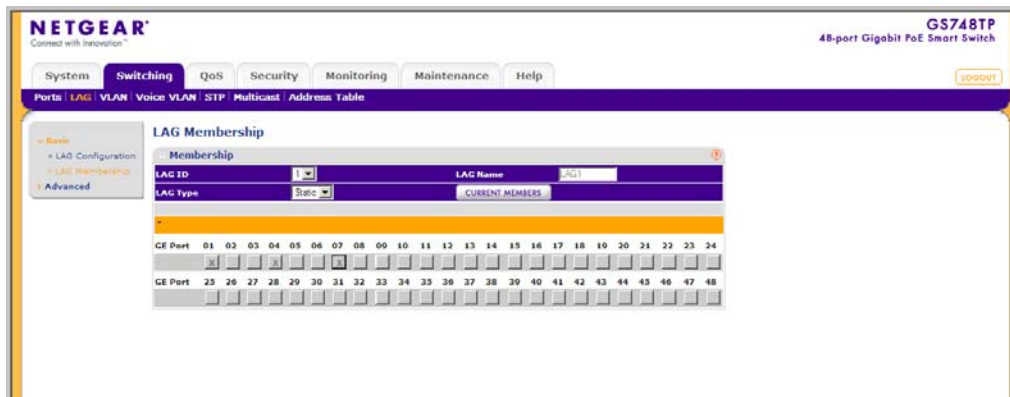 NETGEAR®
Connect with Innovation™
GS748TP
48-port Gigabit PoE Smart Switch
System Switching QoS Security Monitoring Maintenance Help
LOGOUT
Ports LAG VLAN Voice VLAN STP Multicast Address Table
Basic
LAG Configuration
LAG Membership
Advanced
LAG Membership
Membership
LAG ID 1 LAG Name LAG1
LAG Type Static CURRENT MEMBERS
GE Port 01 02 03 04 05 06 07 08 09 10 11 12 13 14 15 16 17 18 19 20 21 22 23 24
X X X
GE Port 25 26 27 28 29 30 31 32 33 34 35 36 37 38 39 40 41 42 43 44 45 46 47 48